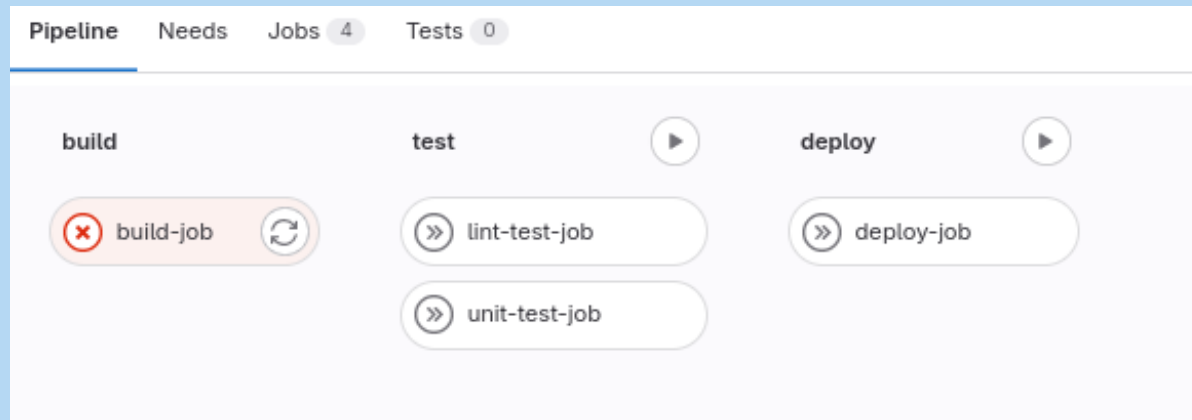 Pipeline Needs Jobs 4 Tests 0
build test deploy
build-job lint-test-job deploy-job
unit-test-job